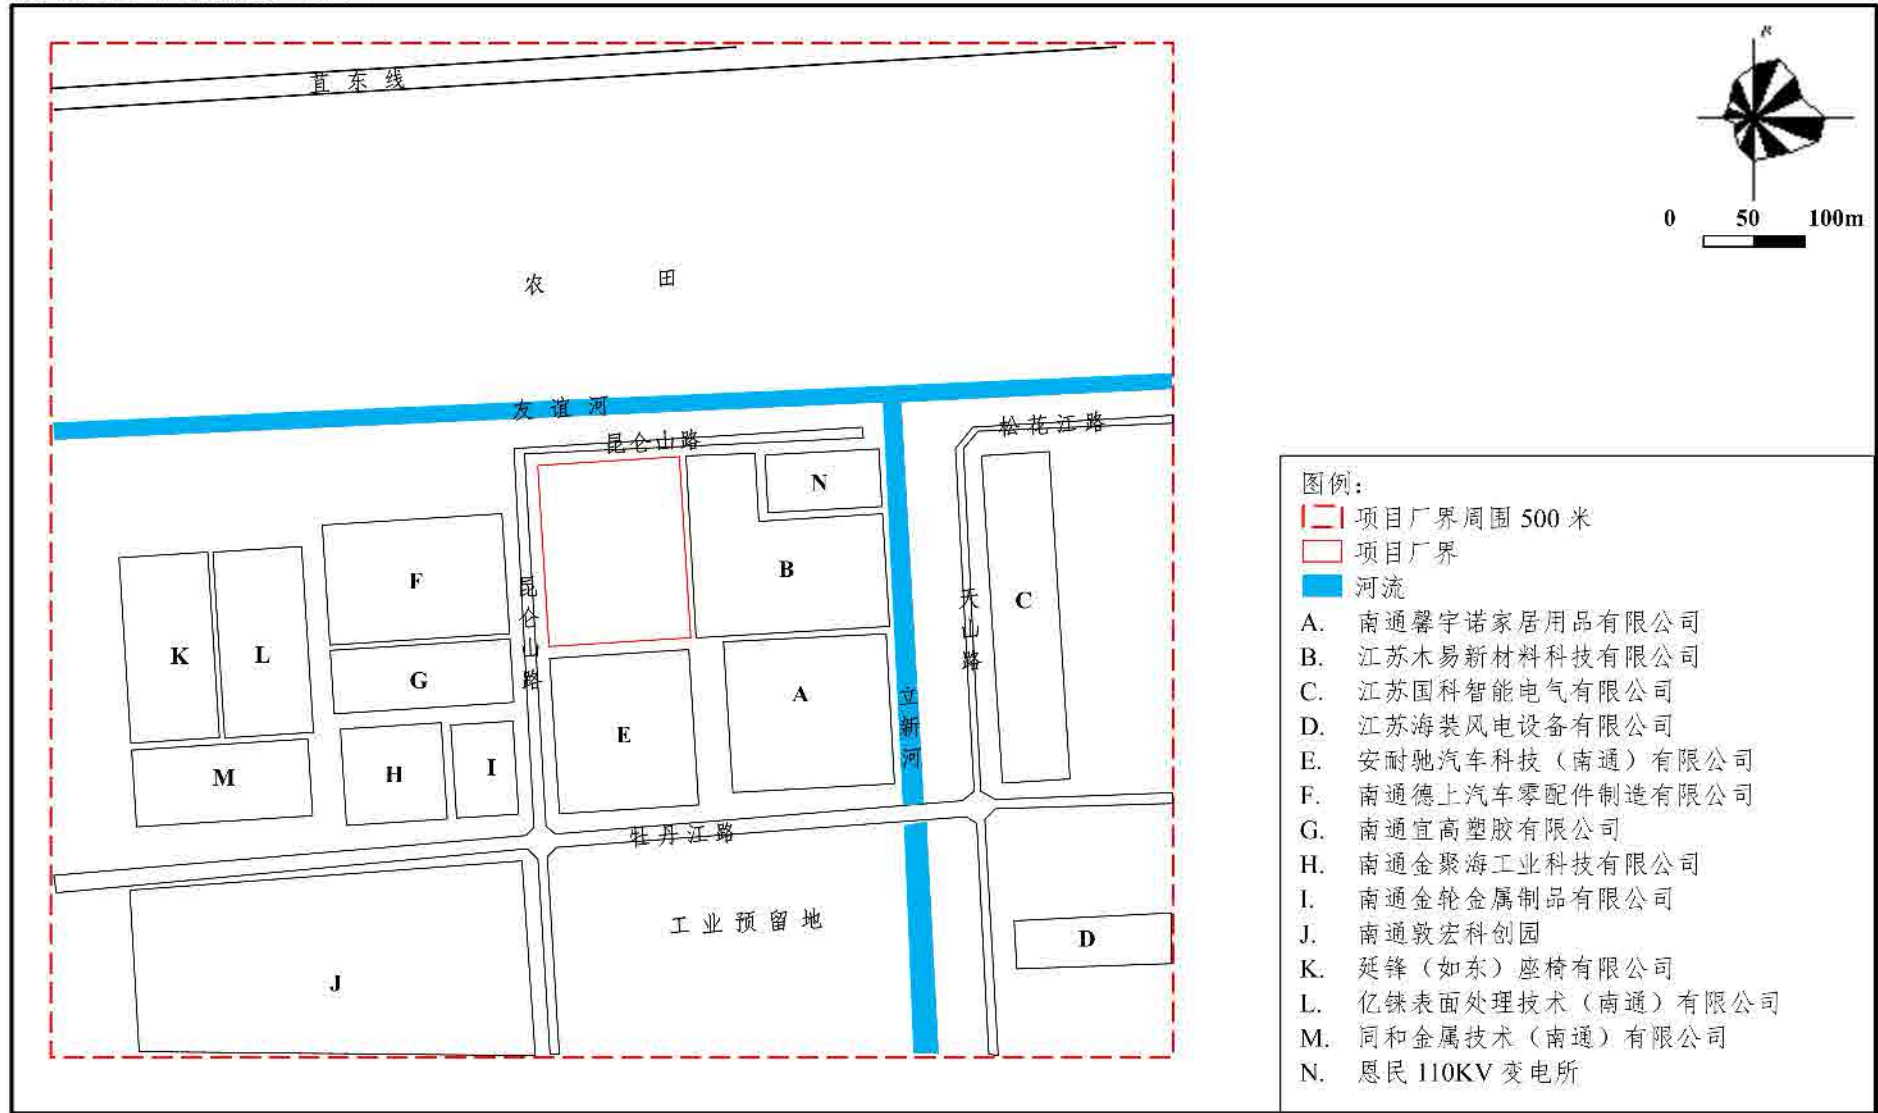 苴东线
0 50 100m
农 田
友谊河
昆仑山路
松花江路
N
F
B
C
昆仑山路
天山路
K
L
G
A
立新河
E
M
H
I
牡丹江路
工业预留地
D
J
图例：
项目厂界周围 500 米
项目厂界
河流
A. 南通馨宇诺家居用品有限公司
B. 江苏木易新材料科技有限公司
C. 江苏国科智能电气有限公司
D. 江苏海装风电设备有限公司
E. 安耐驰汽车科技（南通）有限公司
F. 南通德上汽车零配件制造有限公司
G. 南通宜高塑胶有限公司
H. 南通金聚海工业科技有限公司
I. 南通金轮金属制品有限公司
J. 南通敦宏科创园
K. 延锋（如东）座椅有限公司
L. 亿铼表面处理技术（南通）有限公司
M. 同和金属技术（南通）有限公司
N. 恩民 110KV 变电所